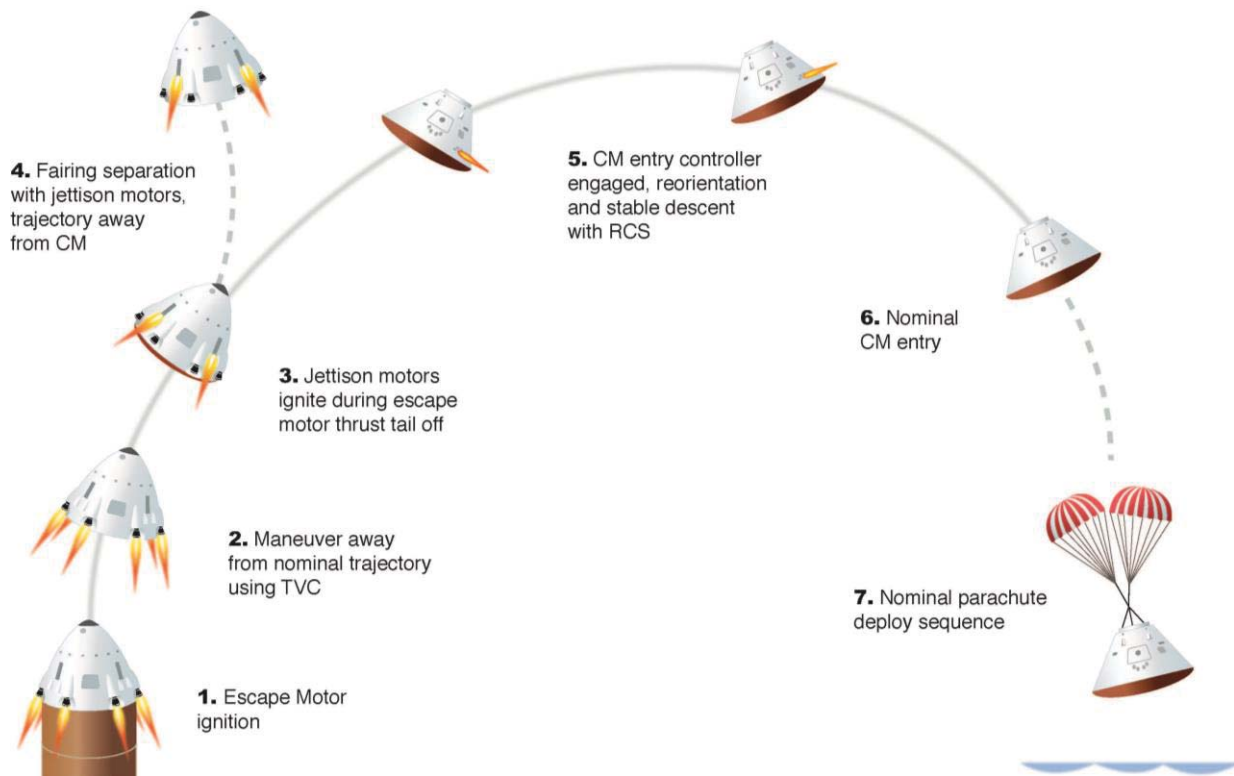 1. Escape Motor
ignition
2. Maneuver away
from nominal trajectory
using TVC
3. Jettison motors
ignite during escape
motor thrust tail off
4. Fairing separation
with jettison motors,
trajectory away
from CM
5. CM entry controller
engaged, reorientation
and stable descent
with RCS
6. Nominal
CM entry
7. Nominal parachute
deploy sequence